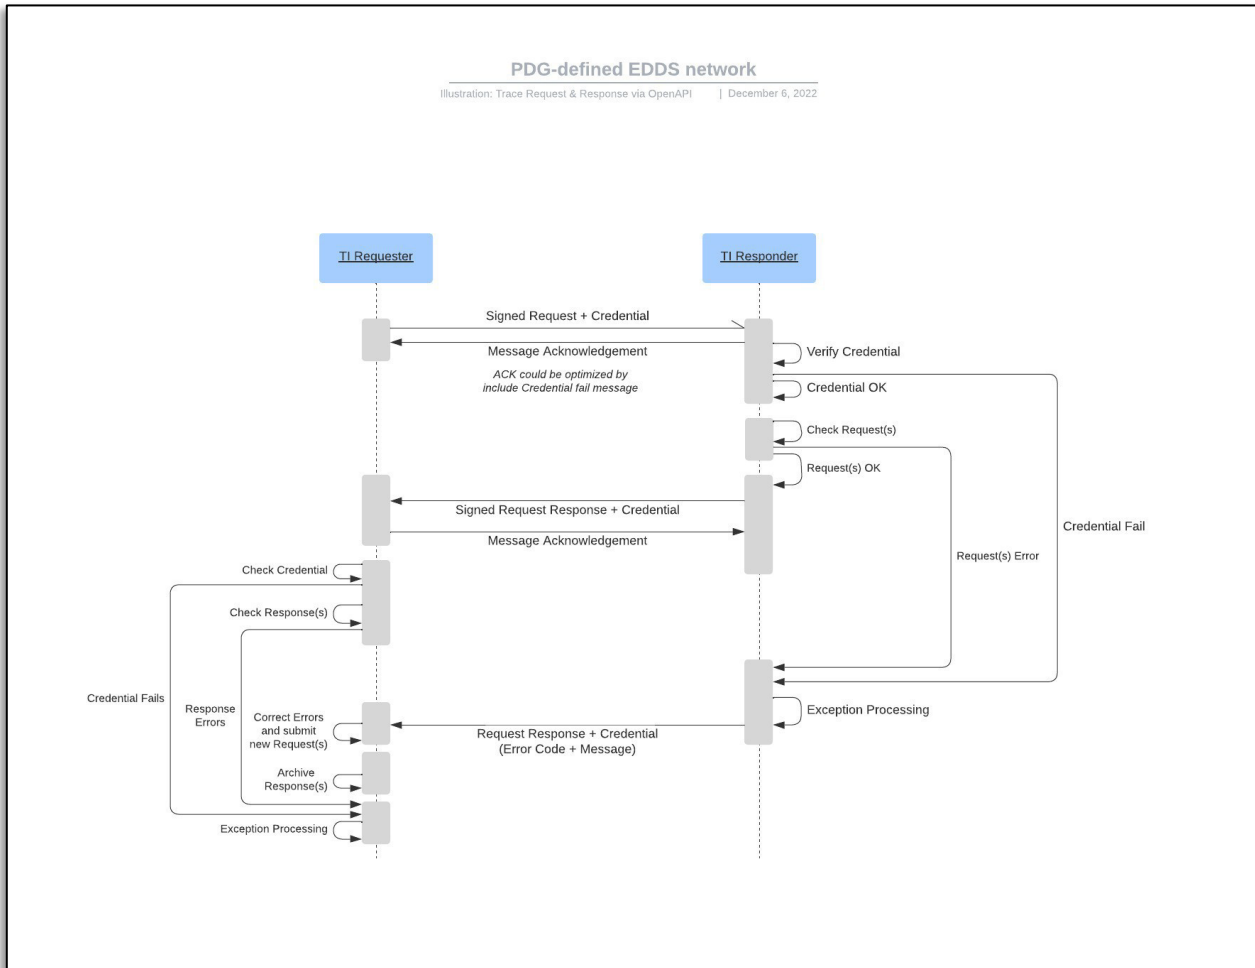 PDG-defined EDDS network
Illustration: Trace Request & Response via OpenAPI | December 6, 2022
TI Requester
TI Responder
Signed Request + Credential
Message Acknowledgement
ACK could be optimized by
include Credential fail message
Verify Credential
Credential OK
Check Request(s)
Request(s) OK
Signed Request Response + Credential
Message Acknowledgement
Credential Fail
Request(s) Error
Check Credential
Check Response(s)
Credential Fails
Response
Errors
Correct Errors
and submit
new Request(s)
Exception Processing
Request Response + Credential
(Error Code + Message)
Archive
Response(s)
Exception Processing